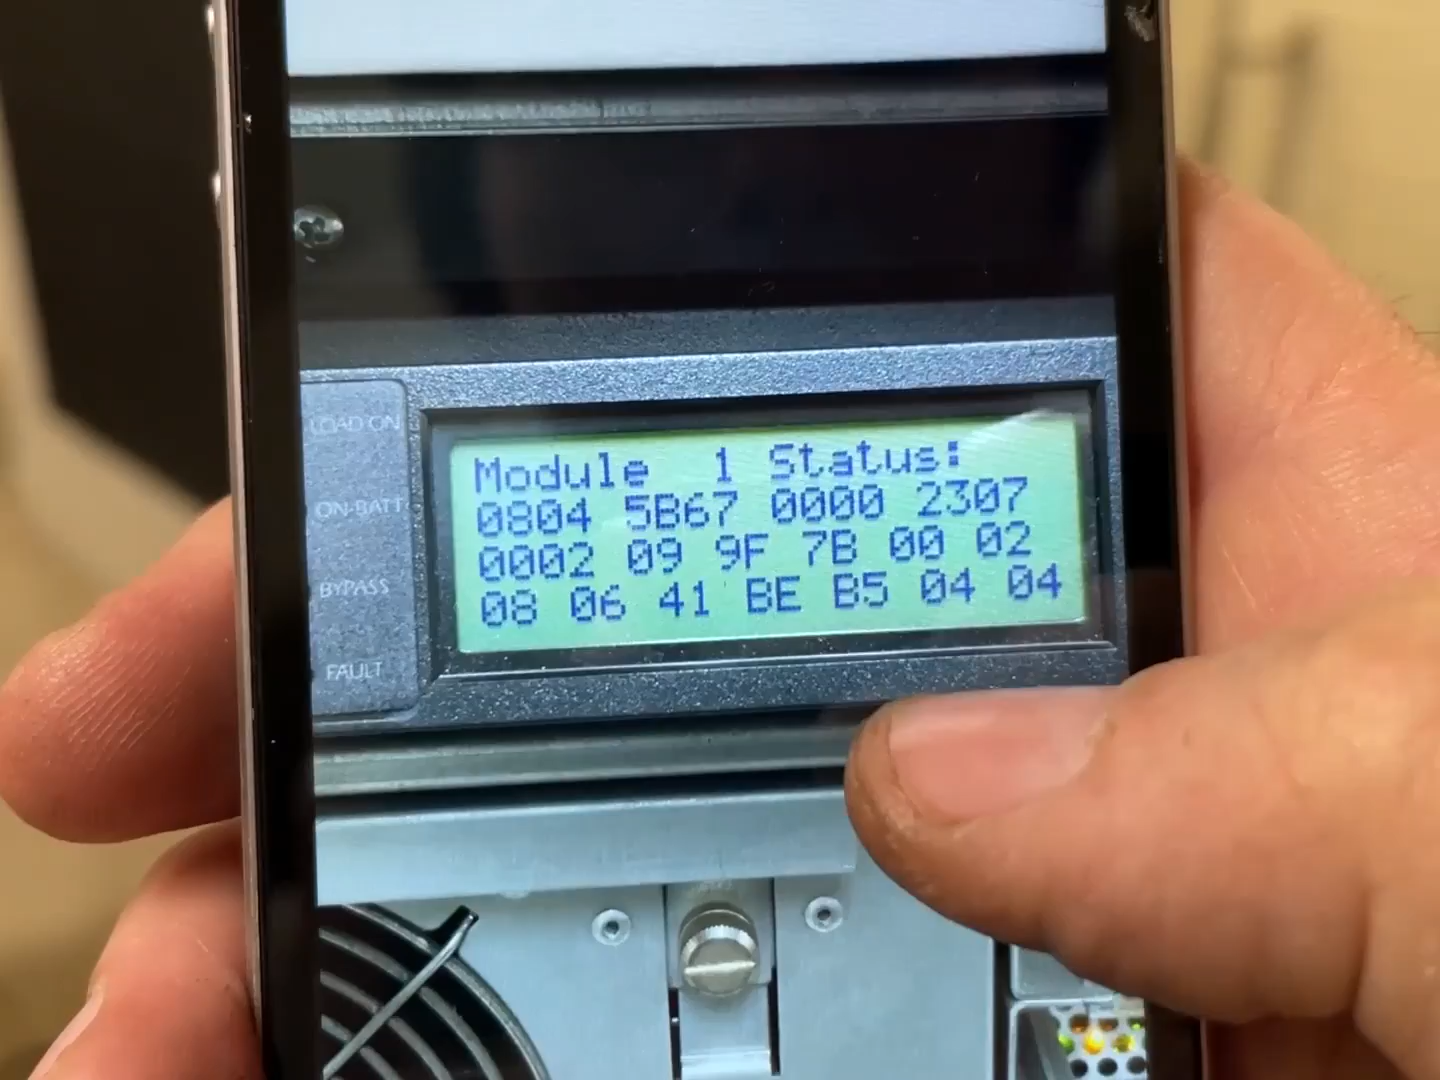 LOAD ON
ON-BATT
BYPASS
FAULT
Module 1 Status:
0804 5B67 0000 2307
0002 09 9F 7B 00 02
08 06 41 BE B5 04 04